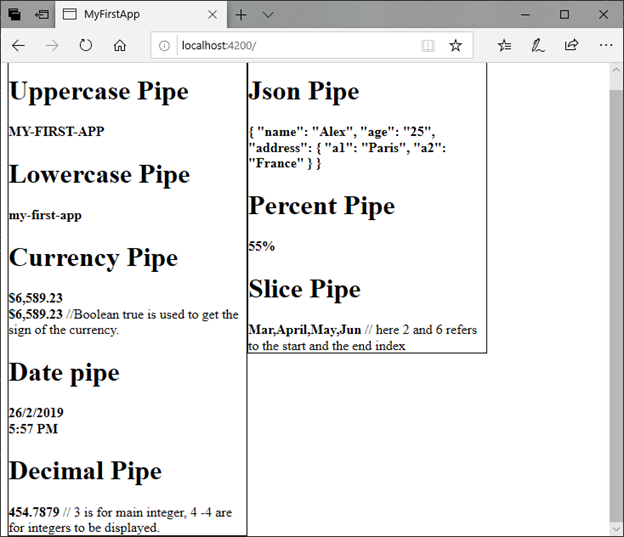 MyFirstApp
localhost:4200/
Uppercase Pipe
MY-FIRST-APP
Lowercase Pipe
my-first-app
Currency Pipe
$6,589.23
$6,589.23 //Boolean true is used to get the
sign of the currency.
Date pipe
26/2/2019
5:57 PM
Decimal Pipe
454.7879 // 3 is for main integer, 4 -4 are
for integers to be displayed.
Json Pipe
{ "name": "Alex", "age": "25",
"address": { "a1": "Paris", "a2":
"France" } }
Percent Pipe
55%
Slice Pipe
Mar,April,May,Jun // here 2 and 6 refers
to the start and the end index